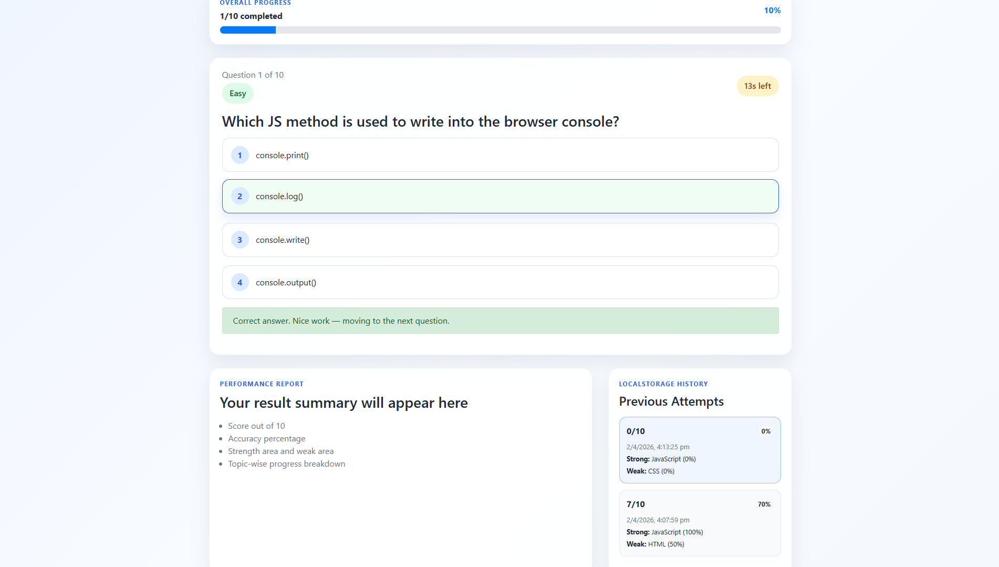 OVERALL PROGRESS
1/10 completed
10%
Question 1 of 10
Easy
13s left
Which JS method is used to write into the browser console?
1 console.print()
2 console.log()
3 console.write()
4 console.output()
Correct answer. Nice work — moving to the next question.
PERFORMANCE REPORT
Your result summary will appear here
• Score out of 10
• Accuracy percentage
• Strength area and weak area
• Topic-wise progress breakdown
LOCALSTORAGE HISTORY
Previous Attempts
0/10 0%
2/4/2026, 4:13:25 pm
Strong: JavaScript (0%)
Weak: CSS (0%)
7/10 70%
2/4/2026, 4:07:59 pm
Strong: JavaScript (100%)
Weak: HTML (50%)